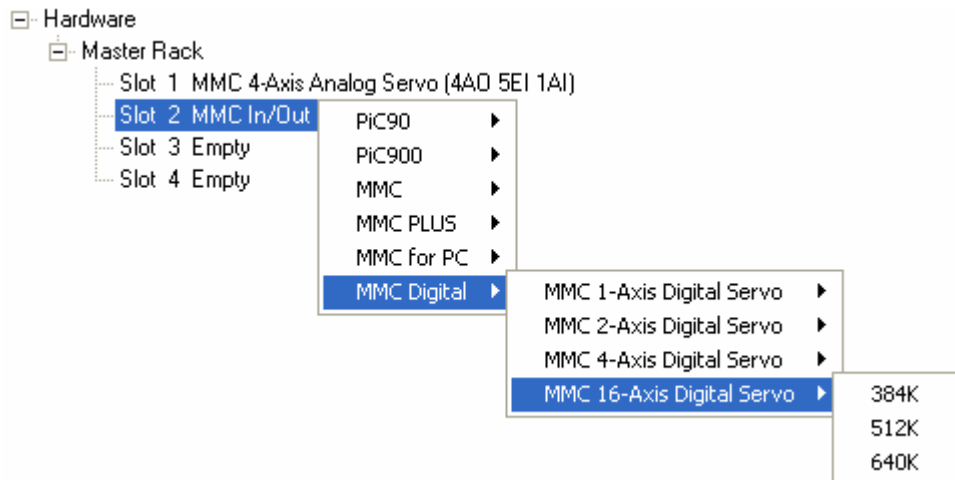 Hardware
Master Rack
Slot 1 MMC 4-Axis Analog Servo (4AO 5EI 1AI)
Slot 2 MMC In/Out
Slot 3 Empty
Slot 4 Empty
PiC90
PiC900
MMC
MMC PLUS
MMC for PC
MMC Digital
MMC 1-Axis Digital Servo
MMC 2-Axis Digital Servo
MMC 4-Axis Digital Servo
MMC 16-Axis Digital Servo
384K
512K
640K